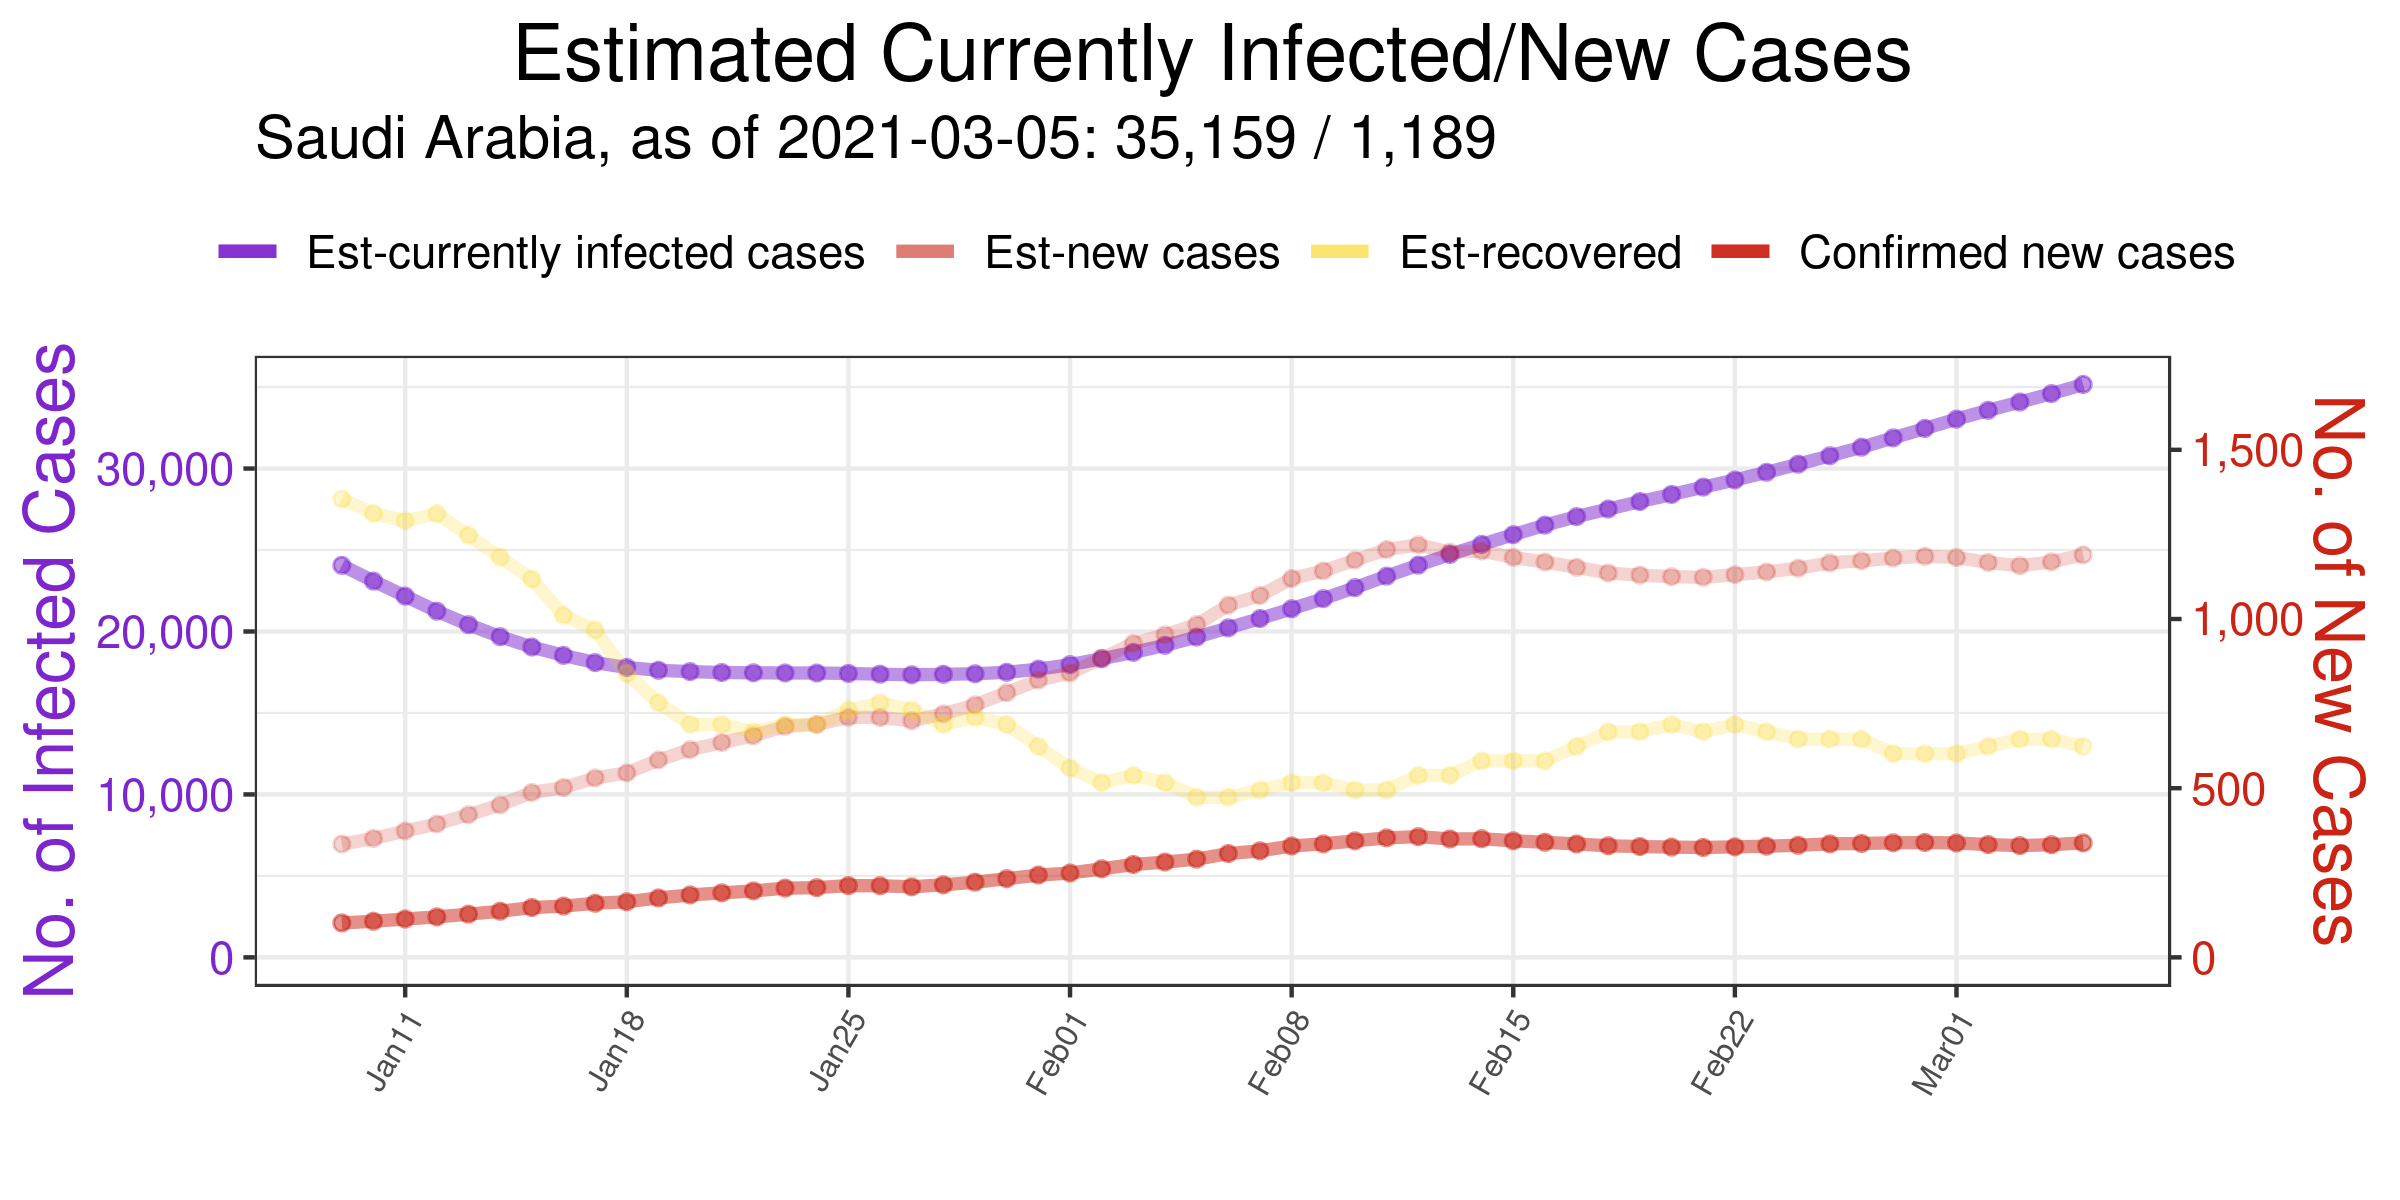 Estimated Currently Infected/New Cases
Saudi Arabia, as of 2021-03-05: 35,159 / 1,189
Est-currently infected cases Est-new cases Est-recovered Confirmed new cases
No. of Infected Cases
30,000
20,000
10,000
0
1,500
1,000
500
0
No. of New Cases
Jan11 Jan18 Jan25 Feb01 Feb08 Feb15 Feb22 Mar01